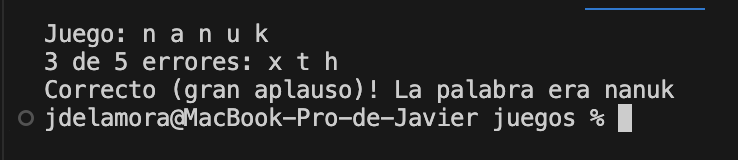 Juego: n a n u k
3 de 5 errores: x t h
Correcto (gran aplauso)! La palabra era nanuk
jdelamora@MacBook-Pro-de-Javier juegos %